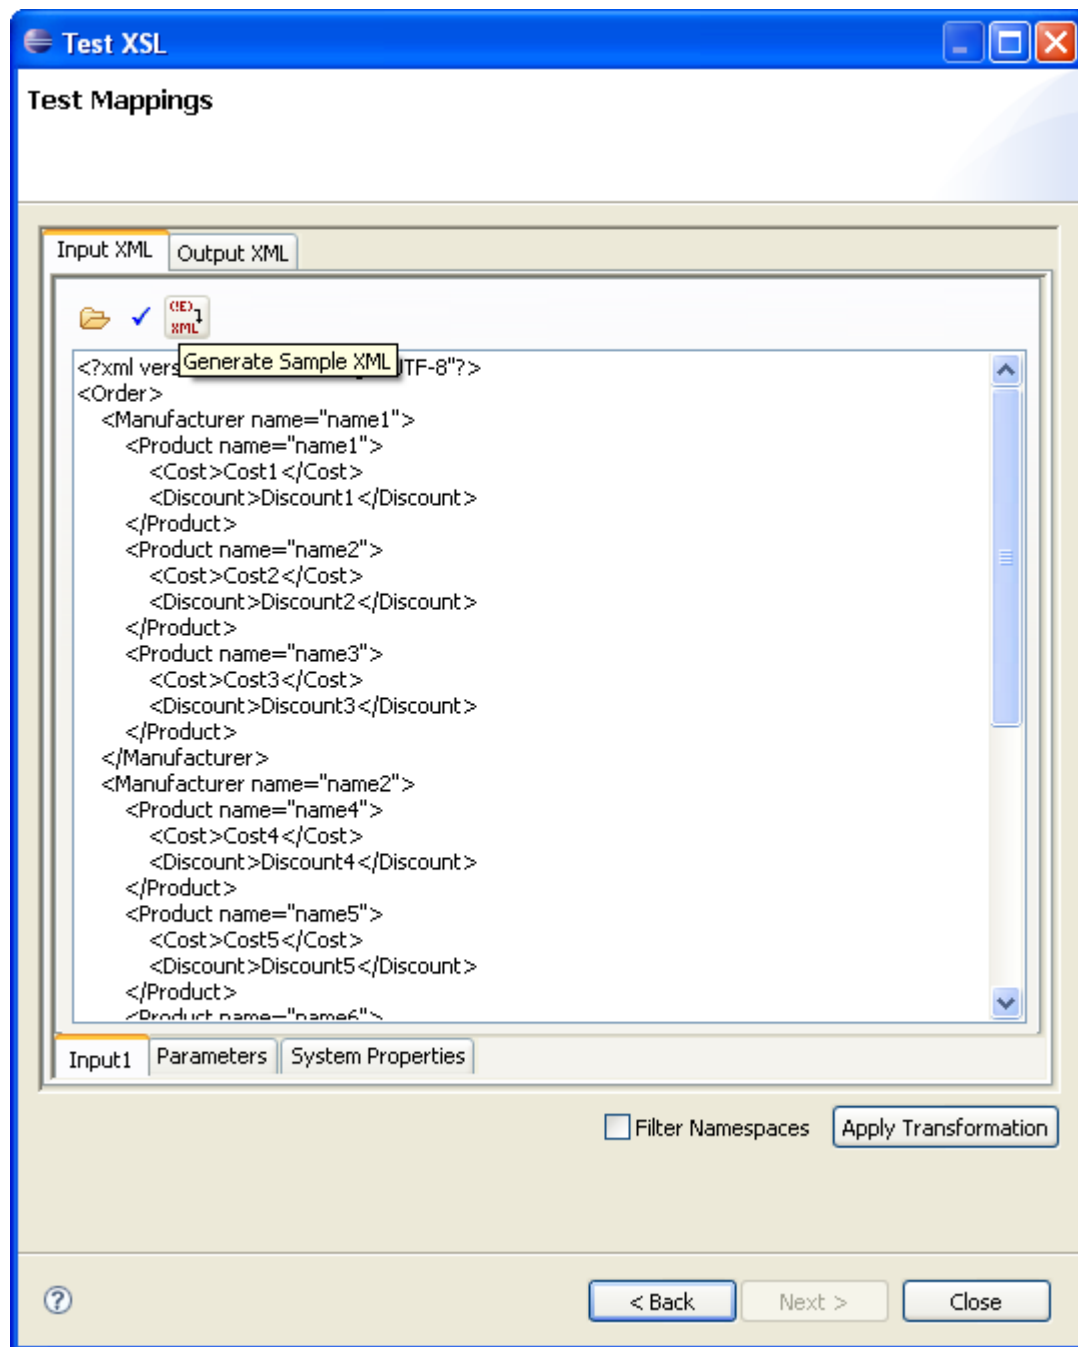 Test XSL
Test Mappings
Input XML
Output XML
(!E)
XML
Generate Sample XML
<?xml vers TF-8"?>
<Order>
<Manufacturer name="name1">
<Product name="name1">
<Cost>Cost1</Cost>
<Discount>Discount1</Discount>
</Product>
<Product name="name2">
<Cost>Cost2</Cost>
<Discount>Discount2</Discount>
</Product>
<Product name="name3">
<Cost>Cost3</Cost>
<Discount>Discount3</Discount>
</Product>
</Manufacturer>
<Manufacturer name="name2">
<Product name="name4">
<Cost>Cost4</Cost>
<Discount>Discount4</Discount>
</Product>
<Product name="name5">
<Cost>Cost5</Cost>
<Discount>Discount5</Discount>
</Product>
<Product name="name6">
Input1
Parameters
System Properties
Filter Namespaces
Apply Transformation
< Back
Next >
Close